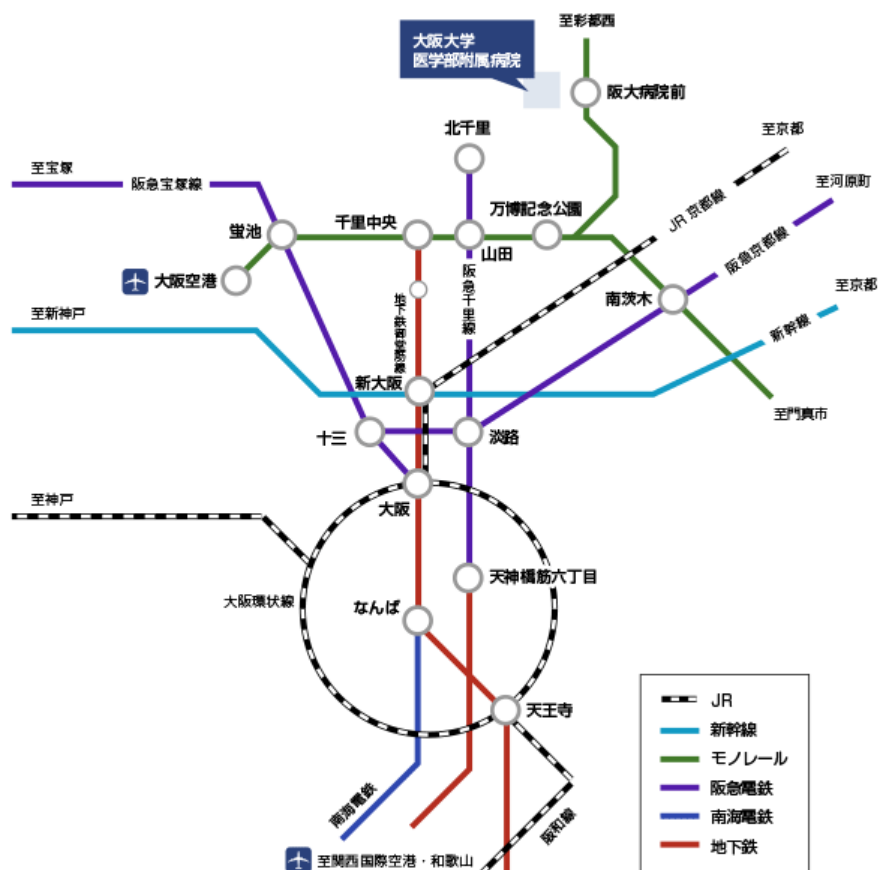 至彩都西
大阪大学
医学部附属病院
阪大病院前
北千里
至京都
至宝塚
阪急宝塚線
至河原町
万博記念公園
JR 京都線
千里中央
蛍池
山田
阪急京都線
大阪空港
阪急千里線
至京都
南茨木
地下鉄御堂筋線
至新神戸
新幹線
新大阪
至門真市
十三
淡路
至神戸
大阪
天神橋筋六丁目
大阪環状線
なんば
天王寺
JR
新幹線
モノレール
阪急電鉄
南海電鉄
地下鉄
南海電鉄
阪和線
至関西国際空港・和歌山